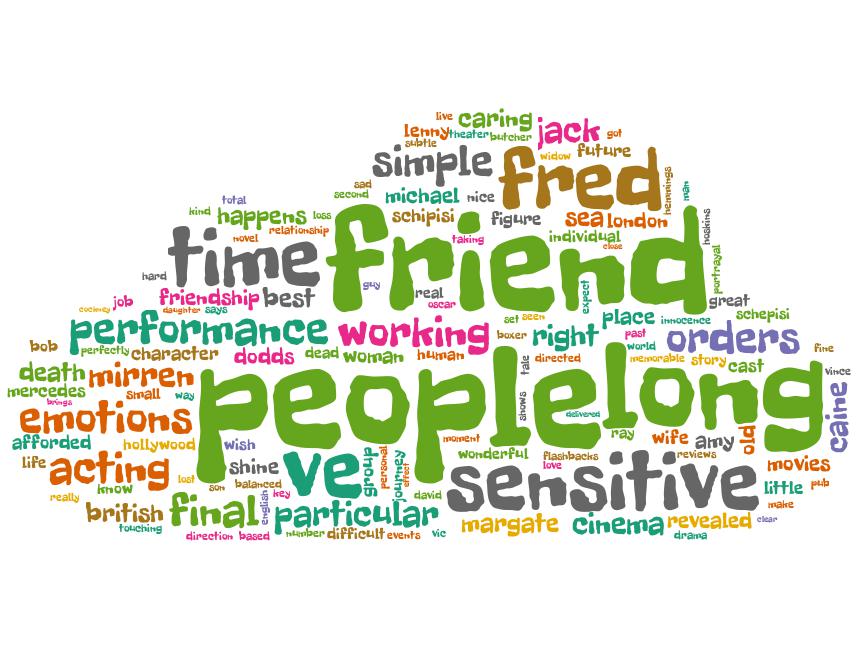 live caring
lenny theater butcher jack got
subtle
simple widow future
fred
hemmings
sad
second michael nice man
total
kind happens loss schipisi figure sea london hoskins
relationship
novel
time friend taking individual
close
portrayal
hard
guy real expect
cockney job friendship best oscar great
daughter says
performance working set seen place innocence schepisi
boxer right past orders
bob perfectly character dodds dead woman human world fine
tale directed memorable story cast
death mirren vince
mercedes small way
brings
people long
shows delivered
caine
emotions
afforded hollywood wish moment ray wife amy old
wonderful flashbacks reviews
life acting lost shine ve group personal journey effect love movies
know son balanced sensitive little pub
really english key david make
british final particular margate cinema revealed clear
touching
direction based number difficult events vic drama